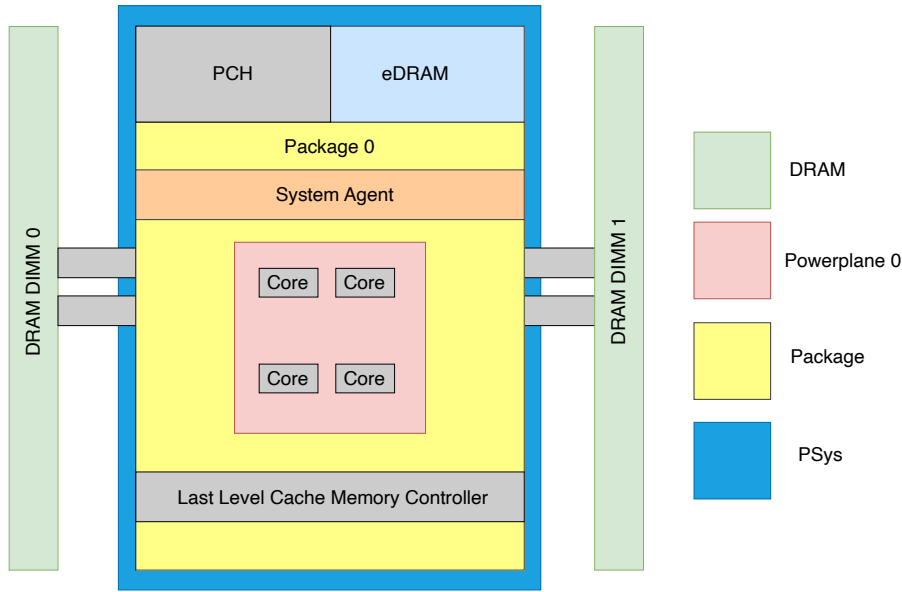 PCH
eDRAM
Package 0
System Agent
DRAM DIMM 0
Core
Core
Core
Core
Last Level Cache Memory Controller
DRAM DIMM 1
DRAM
Powerplane 0
Package
PSys